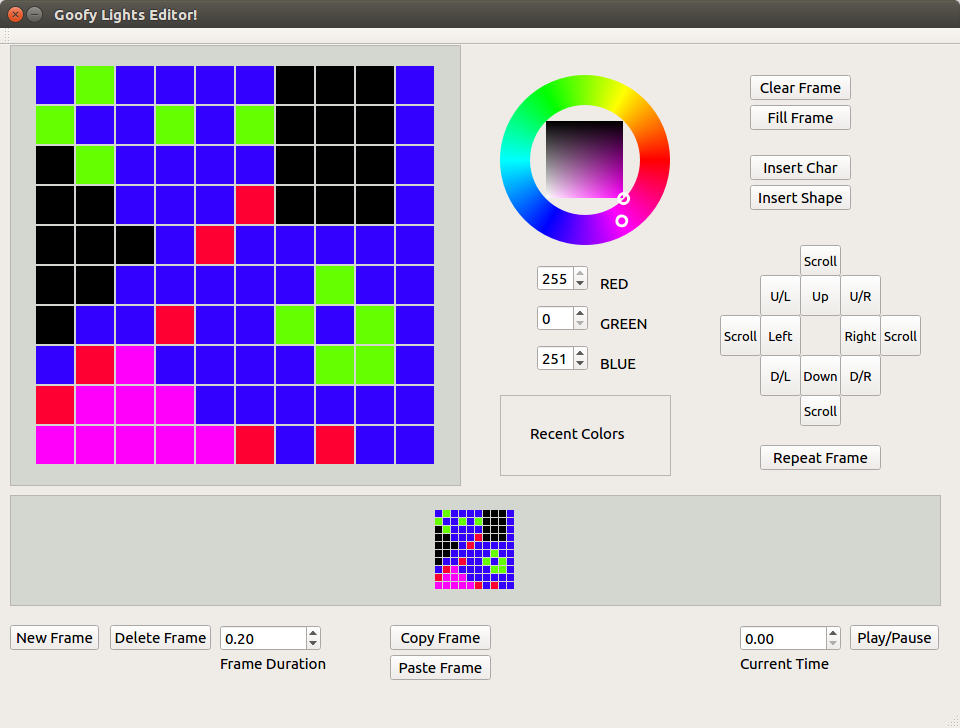 Goofy Lights Editor!
Clear Frame
Fill Frame
Insert Char
Insert Shape
255 RED
0 GREEN
251 BLUE
Recent Colors
Scroll
U/L Up U/R
Scroll Left Right Scroll
D/L Down D/R
Scroll
Repeat Frame
New Frame Delete Frame 0.20 Copy Frame 0.00 Play/Pause
Frame Duration Paste Frame Current Time